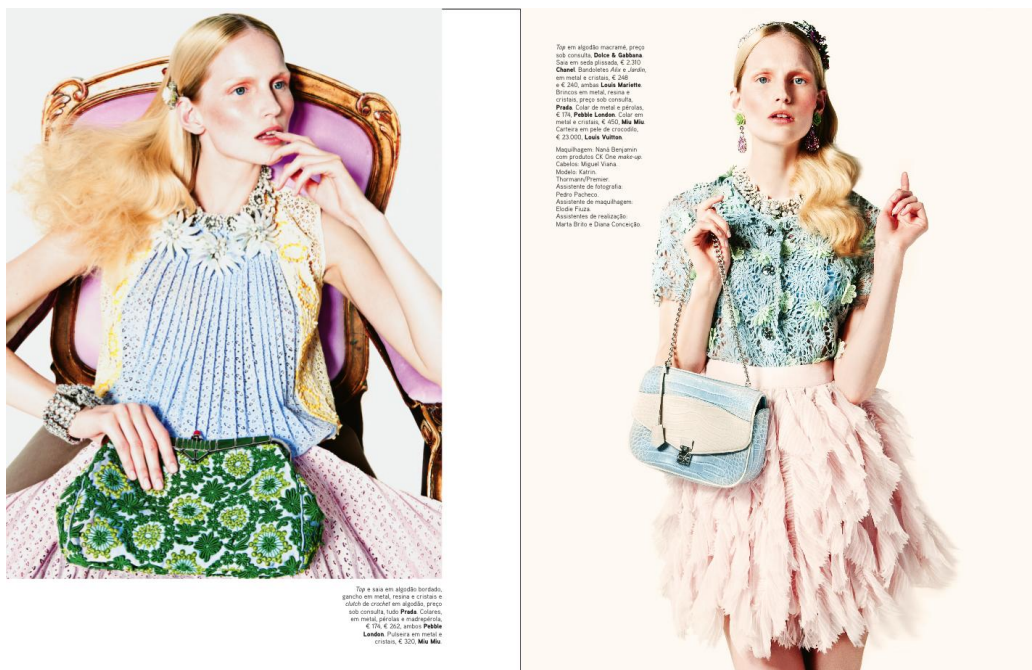 Top e saia em algodão bordado,
gancho em metal, resina e cristais e
clutch de crochet em algodão, preço
sob consulta, tudo Prada. Colares,
em metal, pérolas e madrepérola,
€ 174, € 262, ambos Pebble
London. Pulseira em metal e
cristais, € 320, Miu Miu.
Top em algodão macramé, preço
sob consulta, Dolce & Gabbana.
Saia em seda plissada, € 2.310
Chanel. Bandoletes Alix e Jardin,
em metal e cristais, € 248
e € 240, ambas Louis Mariette.
Brincos em metal, resina e
cristais, preço sob consulta,
Prada. Colar de metal e pérolas,
€ 174, Pebble London. Colar em
metal e cristais, € 450, Miu Miu.
Carteira em pele de crocodilo,
€ 23 000, Louis Vuitton.
Maquilhagem: Naná Benjamin
com produtos CK One make-up.
Cabelos: Miguel Viana.
Modelo: Katrin.
Thormann/Premier.
Assistente de fotografia:
Pedro Pacheco.
Assistente de maquilhagem:
Elodie Fiuza.
Assistentes de realização:
Marta Brito e Diana Conceição.